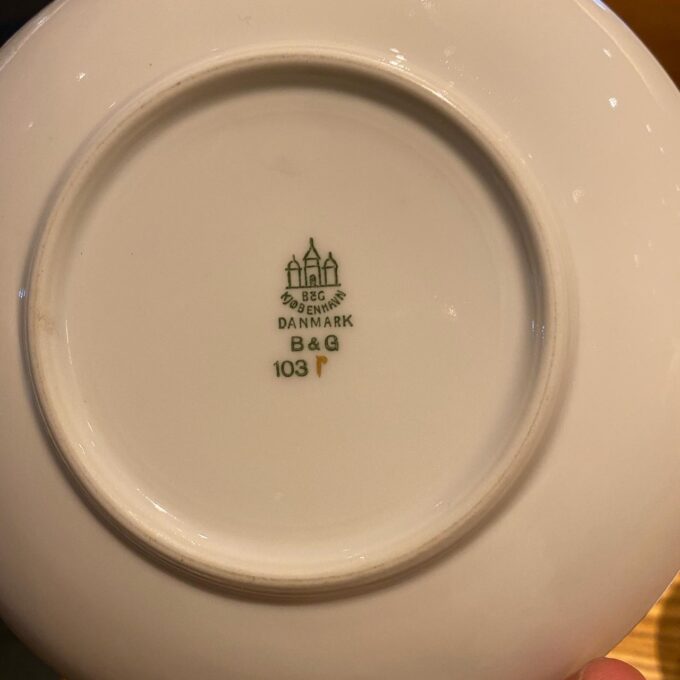 B&G
KJØBENHAVN
DANMARK
B & G
103 r